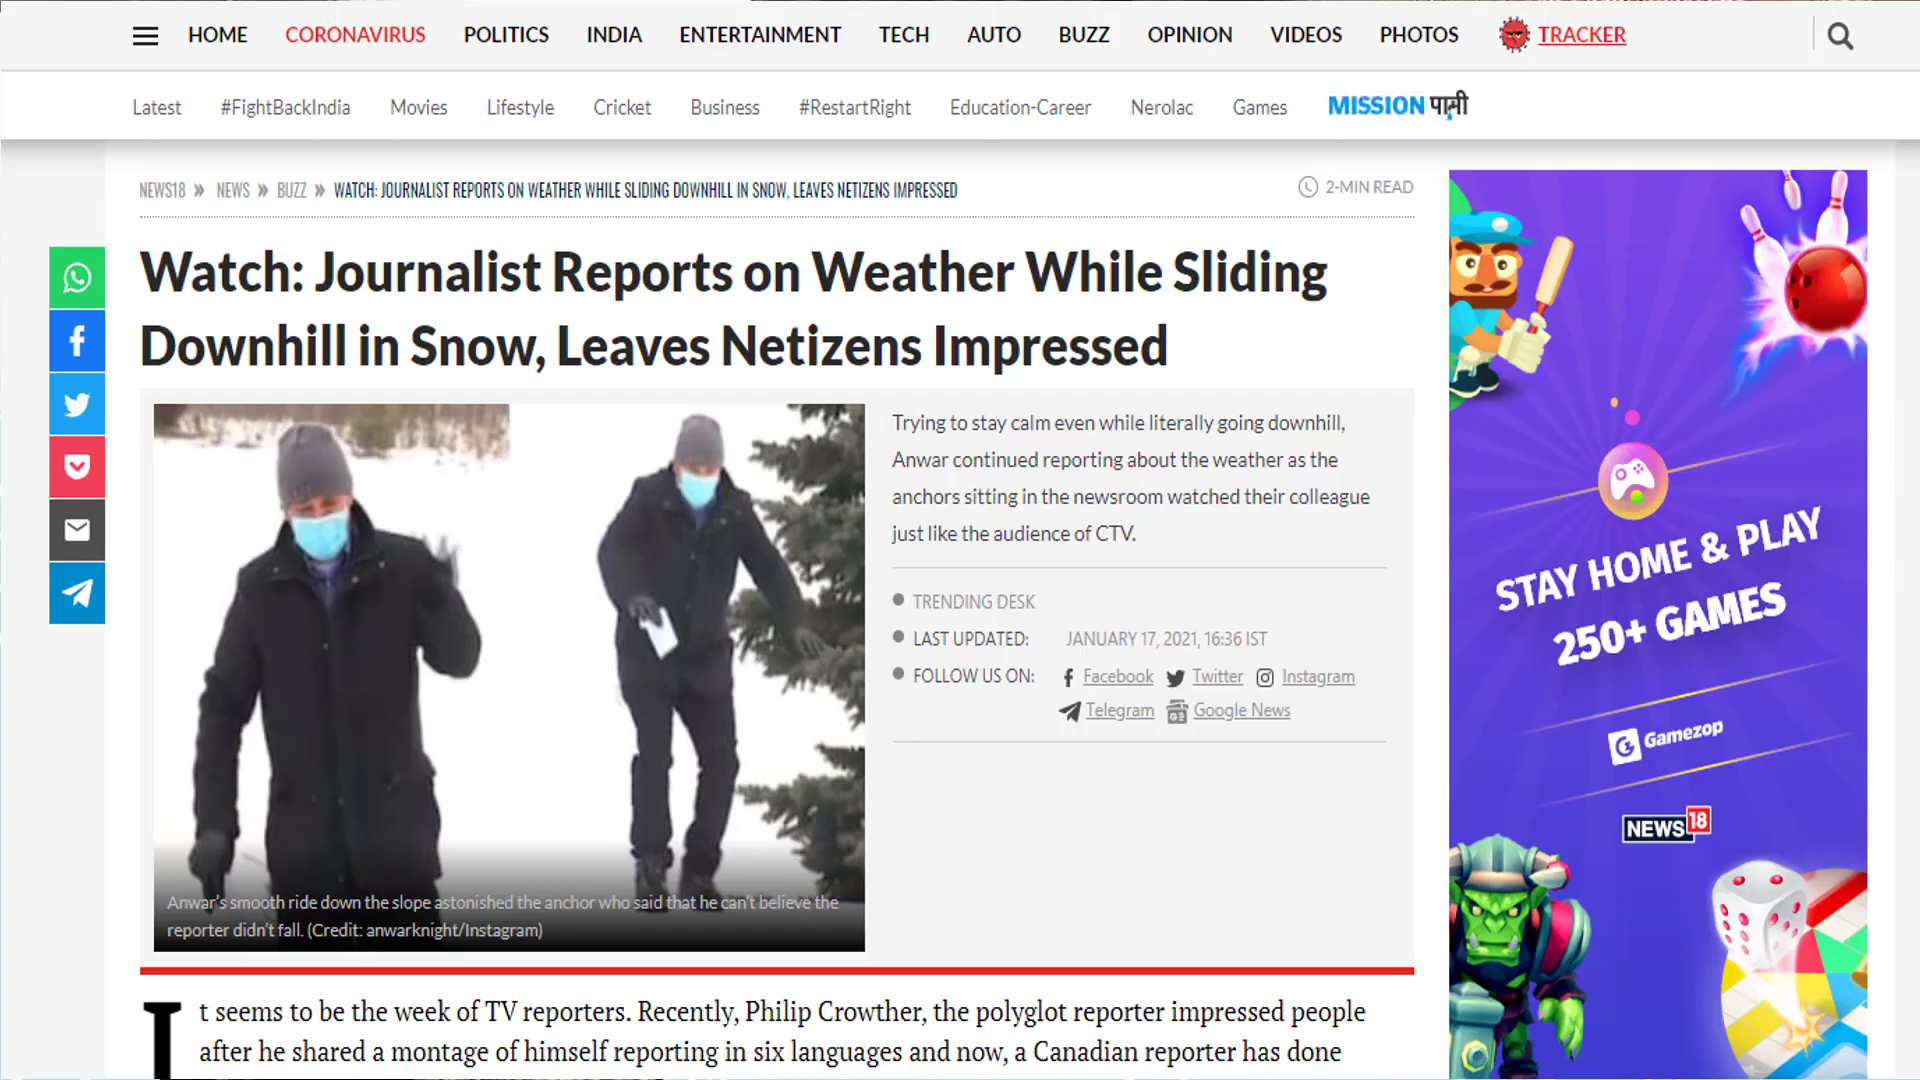 HOME CORONAVIRUS POLITICS INDIA ENTERTAINMENT TECH AUTO BUZZ OPINION VIDEOS PHOTOS TRACKER
Latest #FightBackIndia Movies Lifestyle Cricket Business #RestartRight Education-Career Nerolac Games MISSION पानी
NEWS18 » NEWS » BUZZ » WATCH: JOURNALIST REPORTS ON WEATHER WHILE SLIDING DOWNHILL IN SNOW, LEAVES NETIZENS IMPRESSED
2-MIN READ
Watch: Journalist Reports on Weather While Sliding
Downhill in Snow, Leaves Netizens Impressed
Anwar's smooth ride down the slope astonished the anchor who said that he can't believe the
reporter didn't fall. (Credit: anwarknight/Instagram)
Trying to stay calm even while literally going downhill,
Anwar continued reporting about the weather as the
anchors sitting in the newsroom watched their colleague
just like the audience of CTV.
TRENDING DESK
LAST UPDATED: JANUARY 17, 2021, 16:36 IST
FOLLOW US ON: Facebook Twitter Instagram
Telegram Google News
It seems to be the week of TV reporters. Recently, Philip Crowther, the polyglot reporter impressed people
after he shared a montage of himself reporting in six languages and now, a Canadian reporter has done
STAY HOME & PLAY
250+ GAMES
Gamezop
NEWS 18